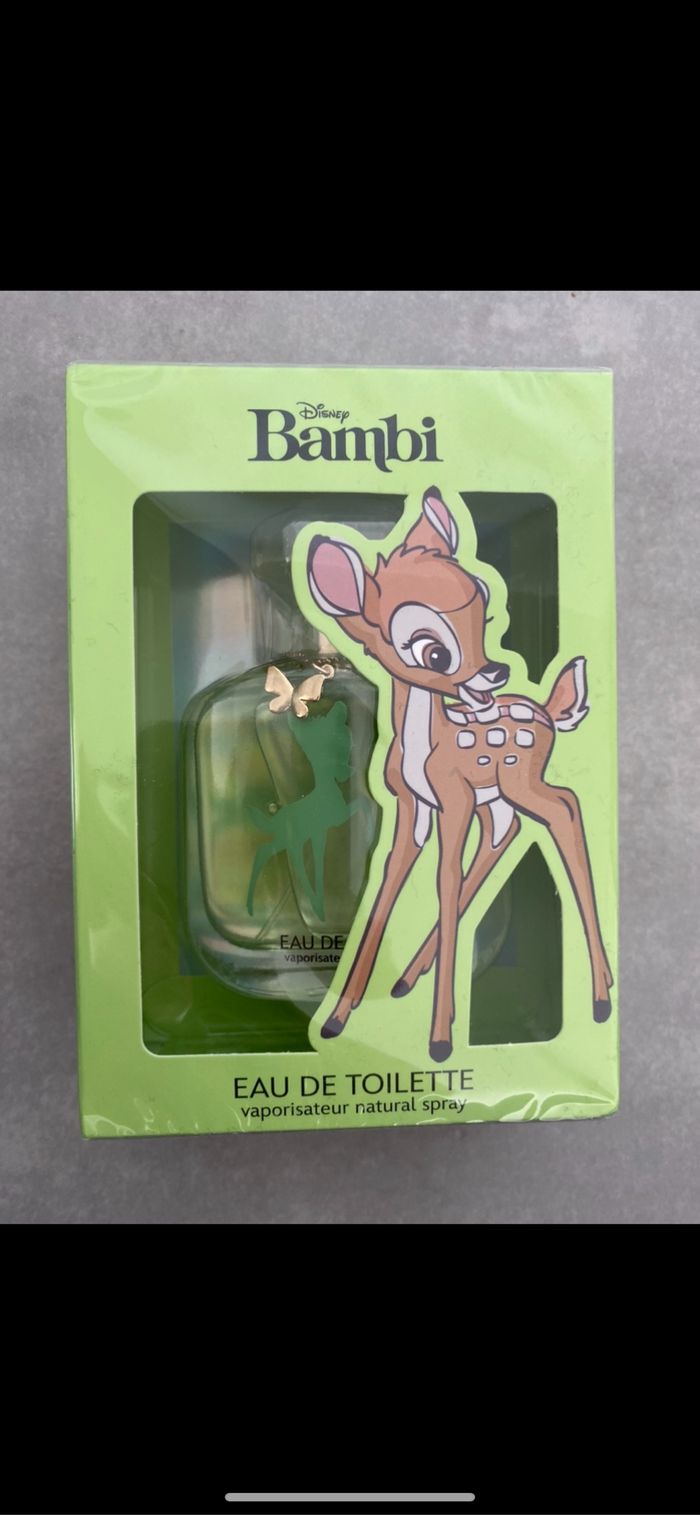 Disney
Bambi
EAU DE
vaporisate
EAU DE TOILETTE
vaporisateur natural spray